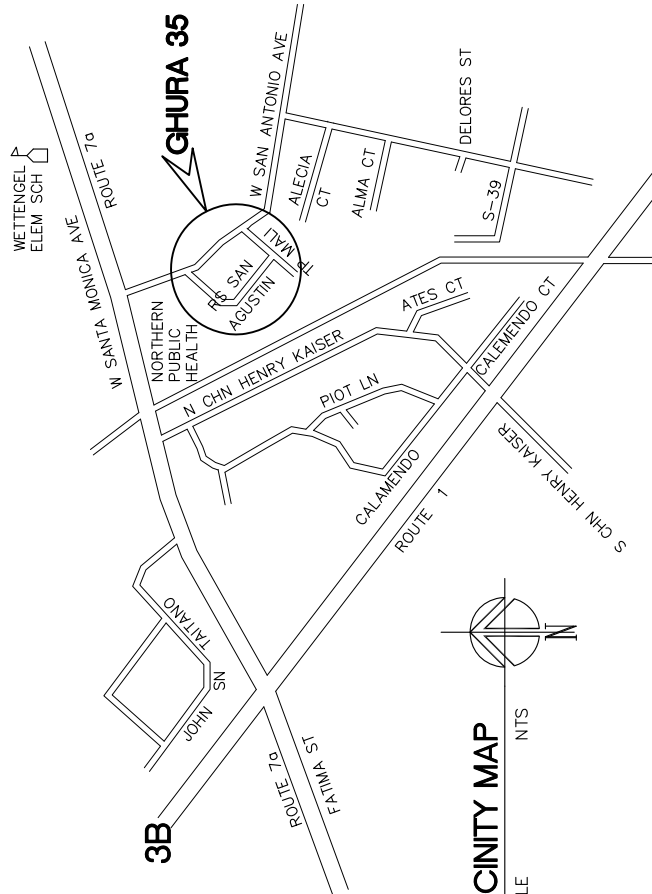 WETTENGEL
ELEM SCH
W SANTA MONICA AVE
ROUTE 7a
GHURA 35
W SAN ANTONIO AVE
NORTHERN
PUBLIC
HEALTH
RS SAN
AGUSTIN
TP MALI
ALECIA
CT
ALMA CT
DELORES ST
S-39
N CHN HENRY KAISER
ATES CT
PIOT LN
CALAMENDO
CALEMENDO CT
ROUTE 1
S CHN HENRY KAISER
TAITANO
JOHN SN
3B
ROUTE 7a
FATIMA ST
N
CINITY MAP
LE NTS